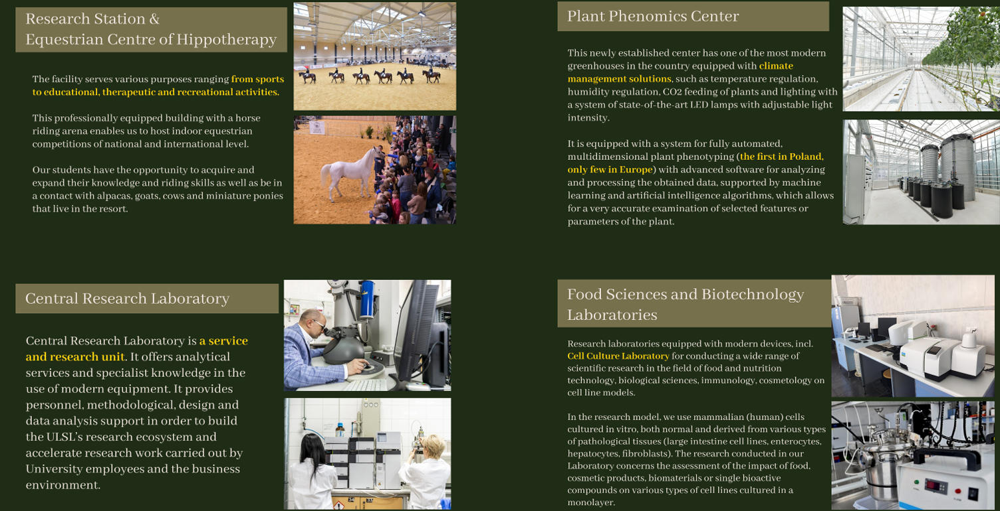 Research Station &
Equestrian Centre of Hippotherapy
The facility serves various purposes ranging from sports
to educational, therapeutic and recreational activities.
This professionally equipped building with a horse
riding arena enables us to host indoor equestrian
competitions of national and international level.
Our students have the opportunity to acquire and
expand their knowledge and riding skills as well as be in
a contact with alpacas, goats, cows and miniature ponies
that live in the resort.
Plant Phenomics Center
This newly established center has one of the most modern
greenhouses in the country equipped with climate
management solutions, such as temperature regulation,
humidity regulation, CO2 feeding of plants and lighting with
a system of state-of-the-art LED lamps with adjustable light
intensity.
It is equipped with a system for fully automated,
multidimensional plant phenotyping (the first in Poland,
only few in Europe) with advanced software for analyzing
and processing the obtained data, supported by machine
learning and artificial intelligence algorithms, which allows
for a very accurate examination of selected features or
parameters of the plant.
Central Research Laboratory
Central Research Laboratory is a service
and research unit. It offers analytical
services and specialist knowledge in the
use of modern equipment. It provides
personnel, methodological, design and
data analysis support in order to build
the ULSL's research ecosystem and
accelerate research work carried out by
University employees and the business
environment.
Food Sciences and Biotechnology
Laboratories
Research laboratories equipped with modern devices, incl.
Cell Culture Laboratory for conducting a wide range of
scientific research in the field of food and nutrition
technology, biological sciences, immunology, cosmetology on
cell line models.
In the research model, we use mammalian (human) cells
cultured in vitro, both normal and derived from various types
of pathological tissues (large intestine cell lines, enterocytes,
hepatocytes, fibroblasts). The research conducted in our
Laboratory concerns the assessment of the impact of food,
cosmetic products, biomaterials or single bioactive
compounds on various types of cell lines cultured in a
monolayer.